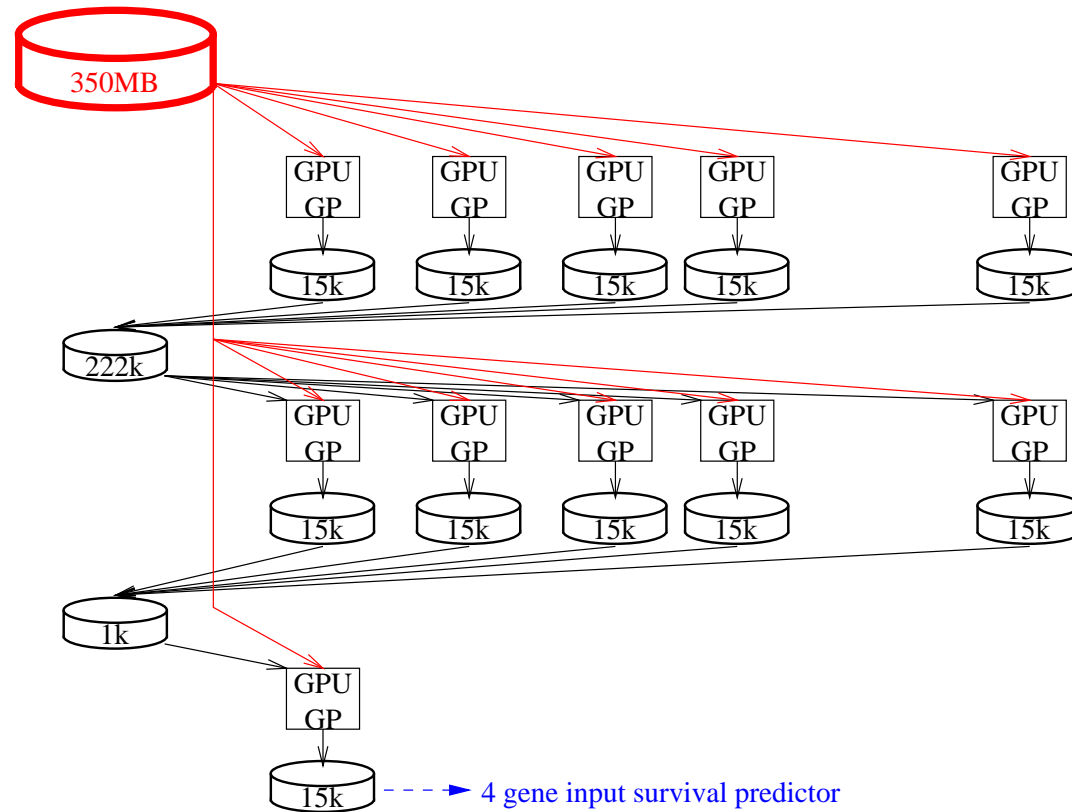 350MB
GPU GPU GPU GPU GPU
GP GP GP GP GP
15k 15k 15k 15k 15k
222k
GPU GPU GPU GPU GPU
GP GP GP GP GP
15k 15k 15k 15k 15k
1k
GPU
GP
15k 4 gene input survival predictor